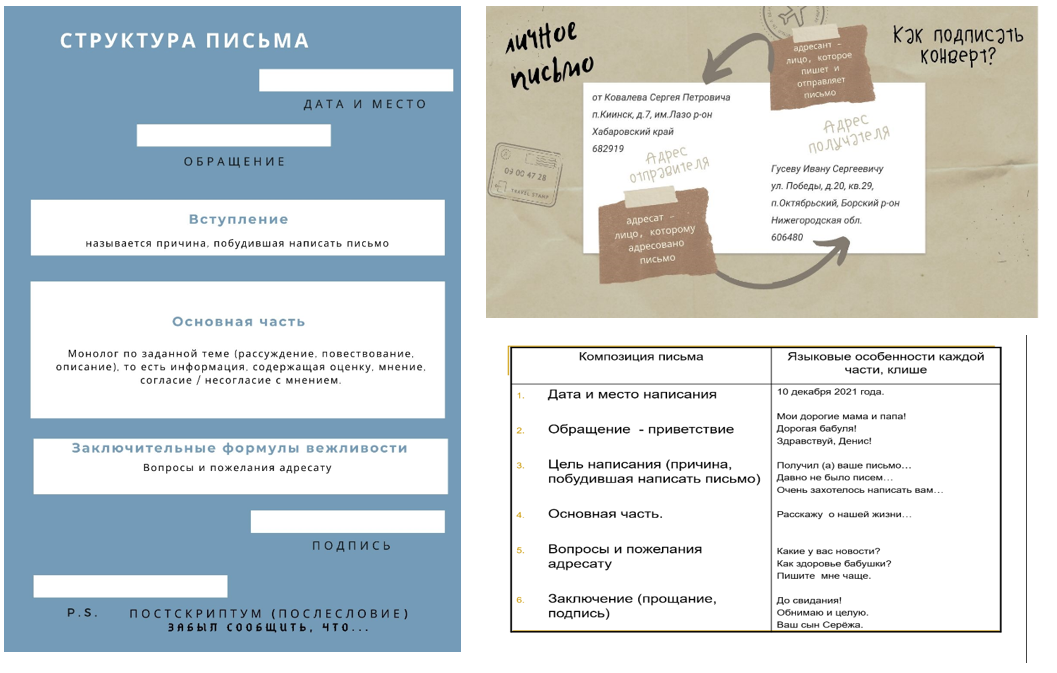 СТРУКТУРА ПИСЬМА
ДАТА И МЕСТО
ОБРАЩЕНИЕ
Вступление
называется причина, побудившая написать письмо
Основная часть
Монолог по заданной теме (рассуждение, повествование,
описание), то есть информация, содержащая оценку, мнение,
согласие / несогласие с мнением.
Заключительные формулы вежливости
Вопросы и пожелания адресату
ПОДПИСЬ
P.S. ПОСТСКРИПТУМ (ПОСЛЕСЛОВИЕ)
ЗАБЫЛ СООБЩИТЬ, ЧТО...
личное
письмо
Как подписать
конверт?
адресант -
лицо, которое
пишет и
отправляет
письмо
от Ковалева Сергея Петровича
п.Киинск, д.7, им.Лазо р-он
Хабаровский край
682919
Адрес
отправителя
Адрес
получателя
Гусеву Ивану Сергеевичу
ул. Победы, д.20, кв.29,
п.Октябрьский, Борский р-он
Нижегородская обл.
606480
адресат -
лицо, которому
адресовано
письмо
09 00 47 28
TRAVEL STAMP
Композиция письма
Языковые особенности каждой
части, клише
1. Дата и место написания
10 декабря 2021 года.
2. Обращение - приветствие
Мои дорогие мама и папа!
Дорогая бабуля!
Здравствуй, Денис!
3. Цель написания (причина,
побудившая написать письмо)
Получил (а) ваше письмо…
Давно не было писем…
Очень захотелось написать вам…
4. Основная часть.
Расскажу о нашей жизни…
5. Вопросы и пожелания
адресату
Какие у вас новости?
Как здоровье бабушки?
Пишите мне чаще.
6. Заключение (прощание,
подпись)
До свидания!
Обнимаю и целую.
Ваш сын Серёжа.